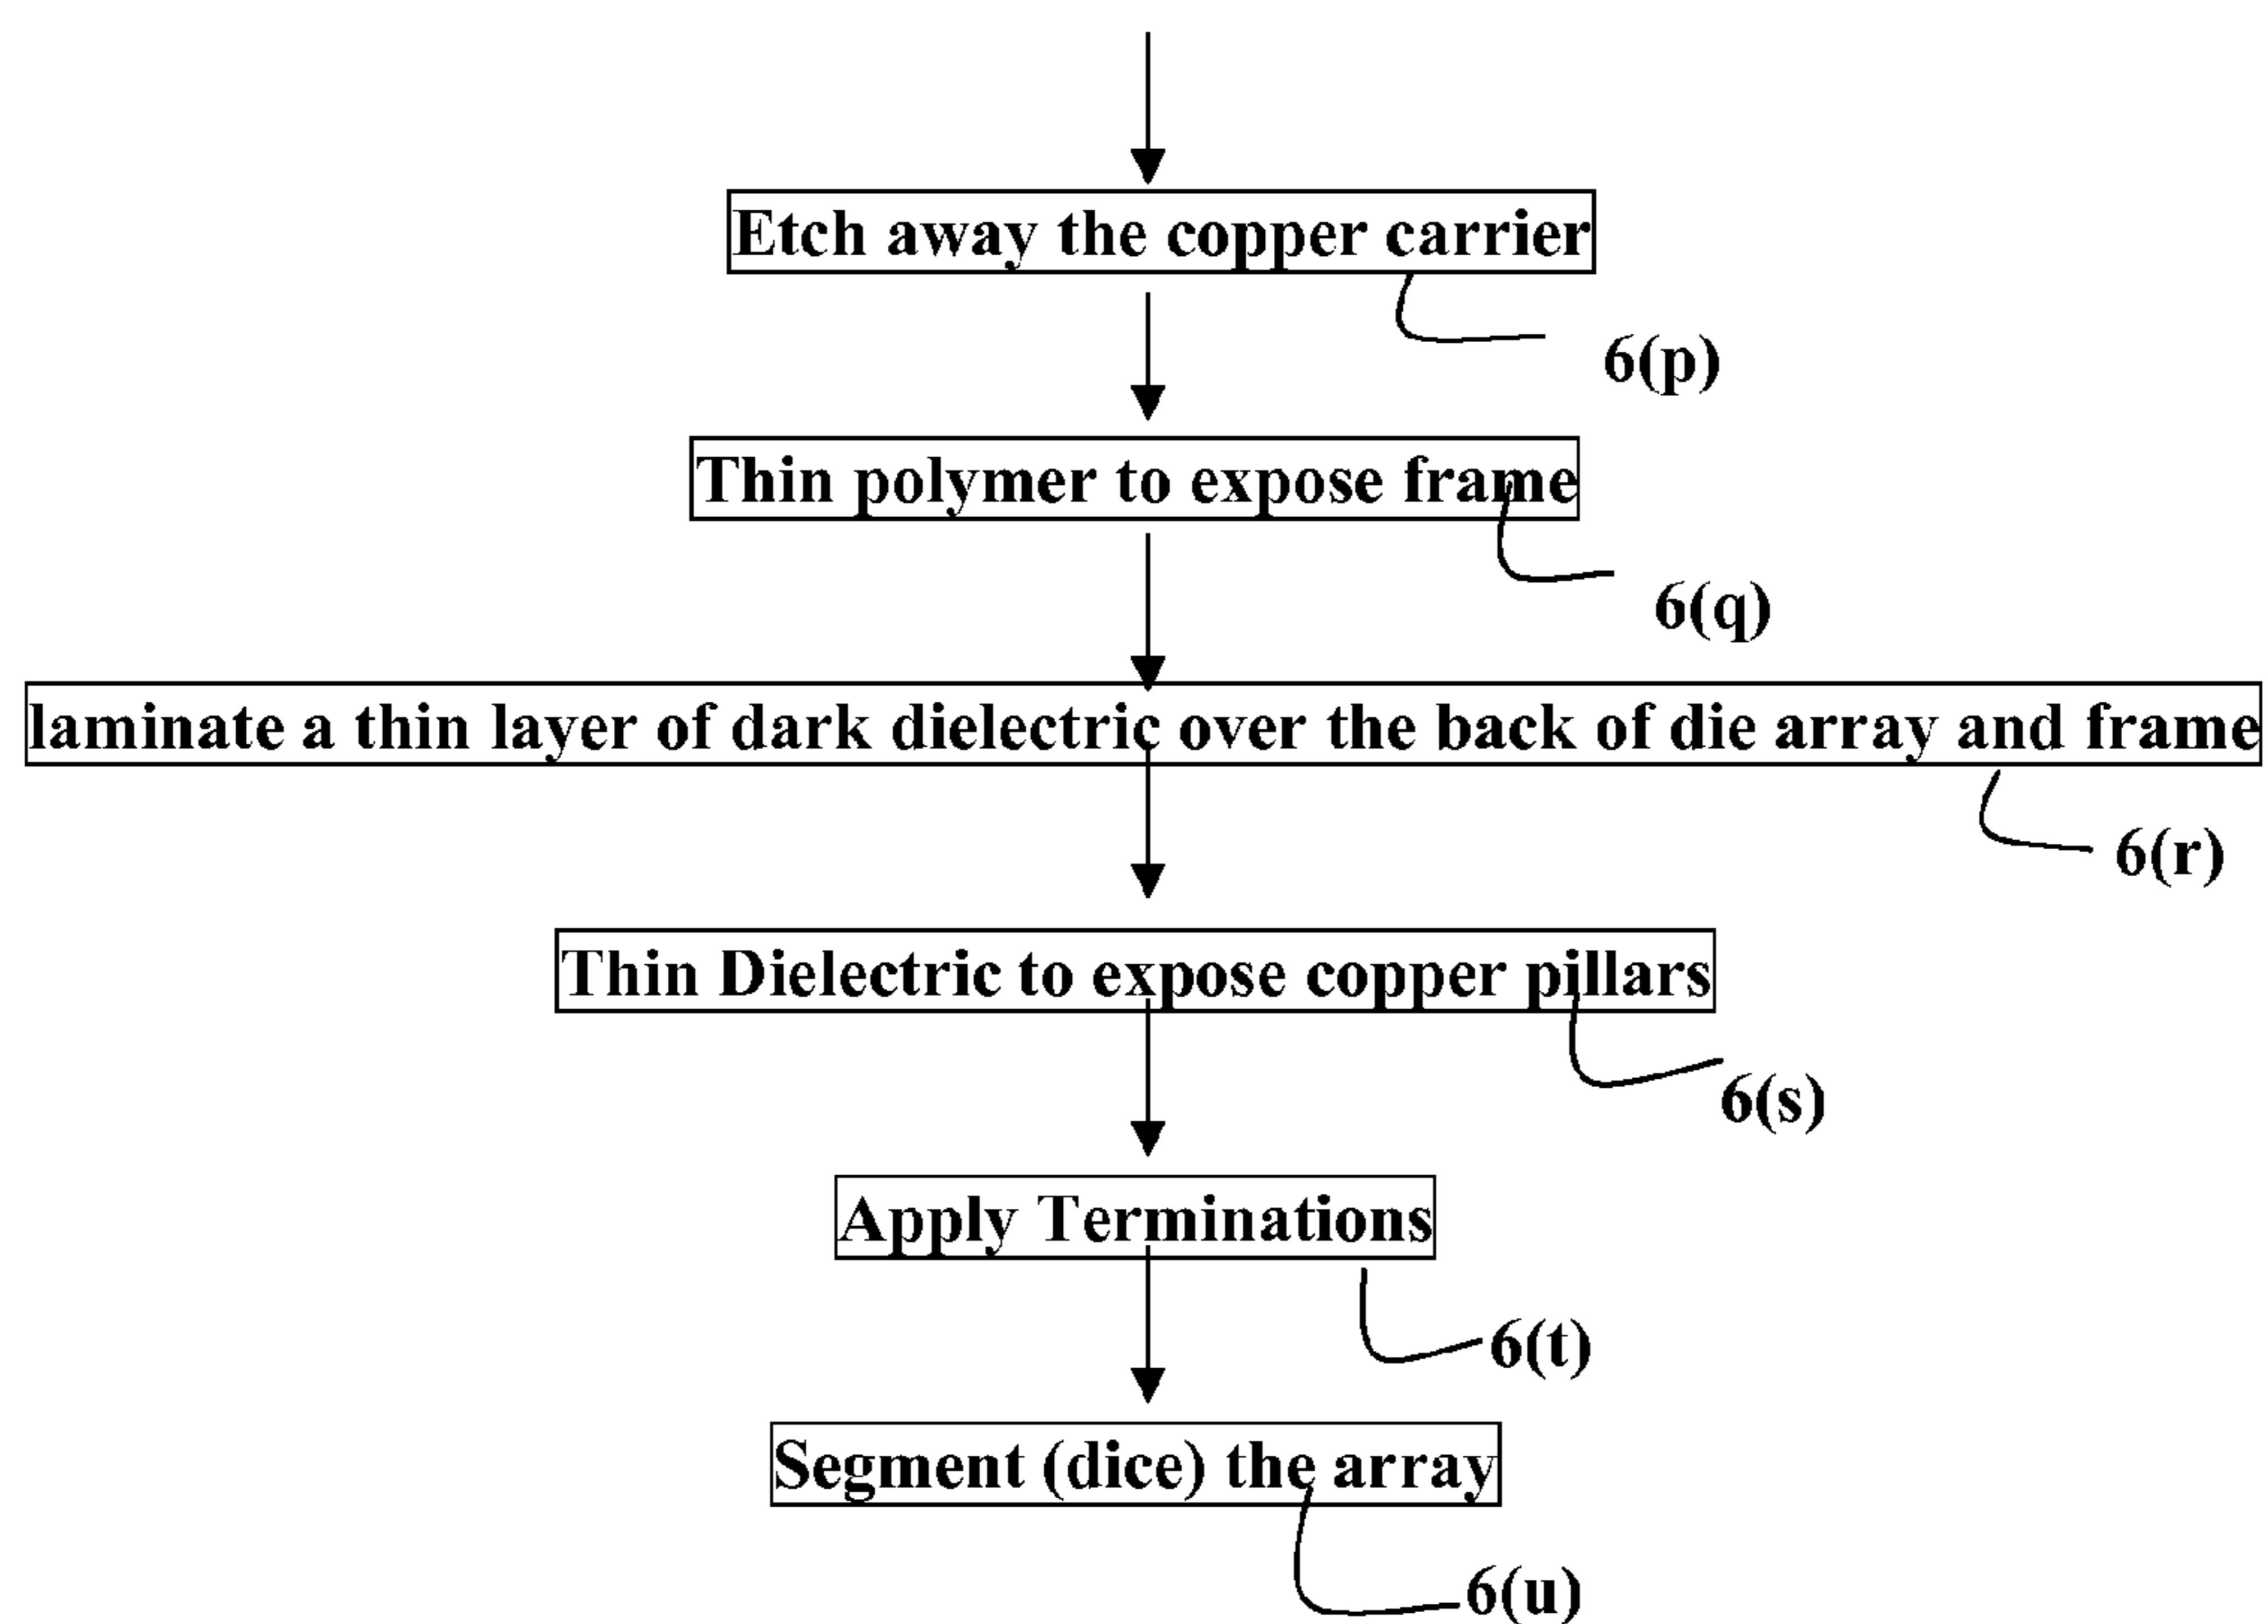 Etch away the copper carrier
6(p)
Thin polymer to expose frame
6(q)
laminate a thin layer of dark dielectric over the back of die array and frame
6(r)
Thin Dielectric to expose copper pillars
6(s)
Apply Terminations
6(t)
Segment (dice) the array
6(u)